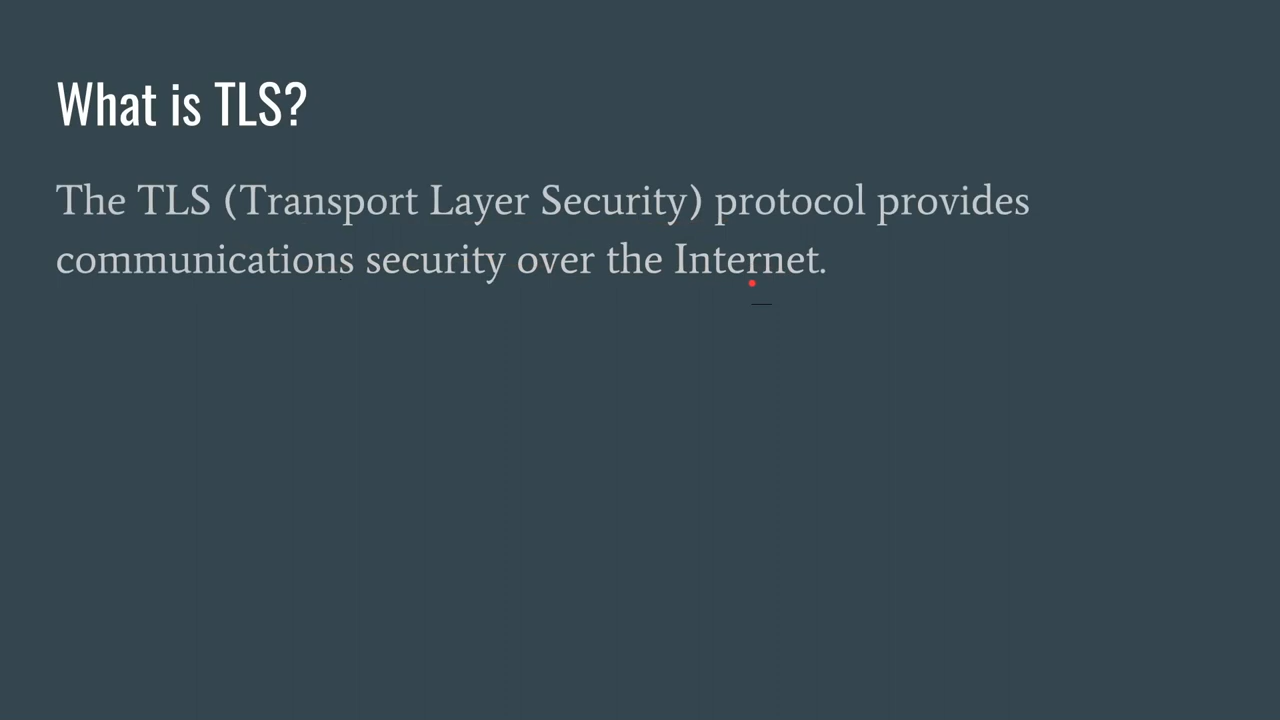 What is TLS?
The TLS (Transport Layer Security) protocol provides
communications security over the Internet.